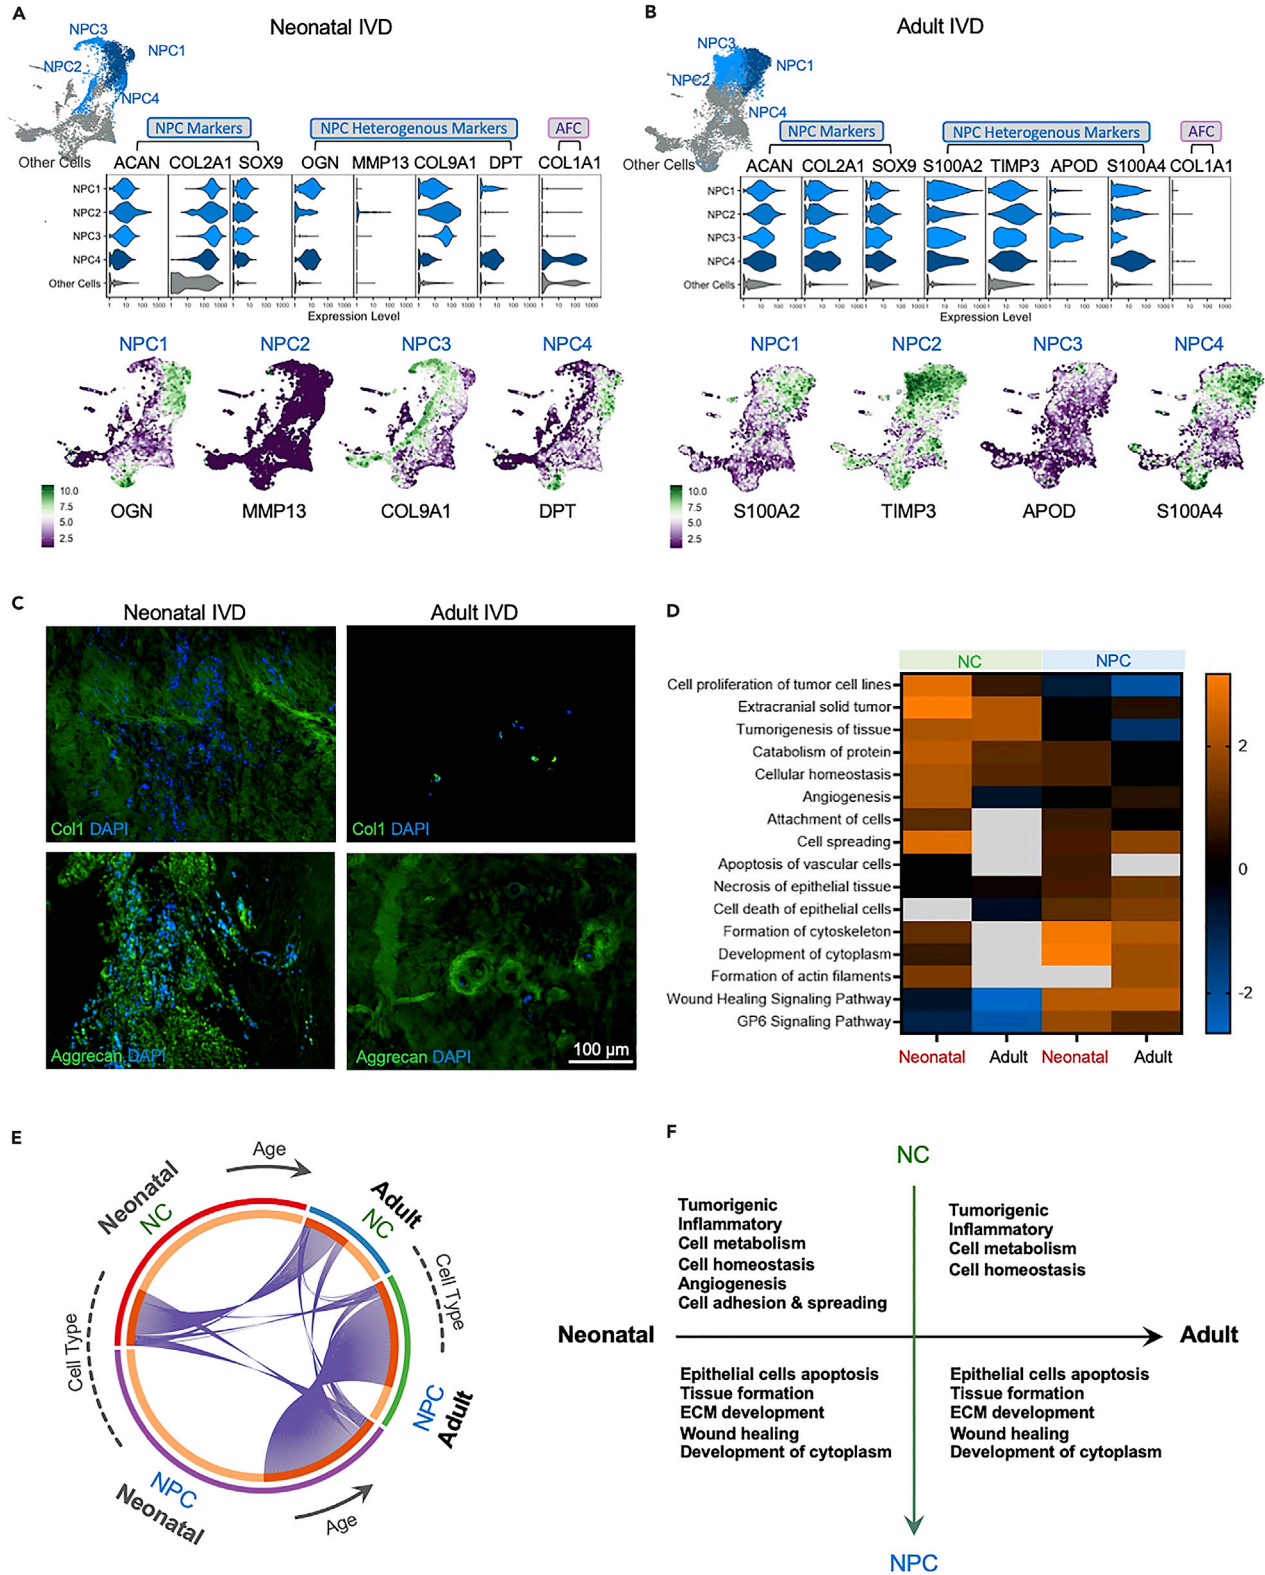 A
Neonatal IVD
NPC3
NPC1
NPC2
NPC4
Other Cells
NPC Markers
NPC Heterogenous Markers
AFC
ACAN COL2A1 SOX9 OGN MMP13 COL9A1 DPT COL1A1
NPC1
NPC2
NPC3
NPC4
Other Cells
1 10 100 1000
Expression Level
NPC1 NPC2 NPC3 NPC4
10.0
7.5
5.0
2.5
OGN MMP13 COL9A1 DPT
B
Adult IVD
NPC3
NPC1
NPC2
NPC4
Other Cells
NPC Markers
NPC Heterogenous Markers
AFC
ACAN COL2A1 SOX9 S100A2 TIMP3 APOD S100A4 COL1A1
NPC1
NPC2
NPC3
NPC4
Other Cells
1 10 100 1000
Expression Level
NPC1 NPC2 NPC3 NPC4
10.0
7.5
5.0
2.5
S100A2 TIMP3 APOD S100A4
C
Neonatal IVD Adult IVD
Col1 DAPI
Col1 DAPI
Aggrecan DAPI
Aggrecan DAPI
100 µm
D
NC NPC
Cell proliferation of tumor cell lines
Extracranial solid tumor
Tumorigenesis of tissue
Catabolism of protein
Cellular homeostasis
Angiogenesis
Attachment of cells
Cell spreading
Apoptosis of vascular cells
Necrosis of epithelial tissue
Cell death of epithelial cells
Formation of cytoskeleton
Development of cytoplasm
Formation of actin filaments
Wound Healing Signaling Pathway
GP6 Signaling Pathway
Neonatal Adult Neonatal Adult
2
0
-2
E
Age
Neonatal
NC
Adult
NC
Cell Type
Cell Type
NPC
Adult
NPC
Neonatal
Age
F
NC
Tumorigenic
Inflammatory
Cell metabolism
Cell homeostasis
Angiogenesis
Cell adhesion & spreading
Tumorigenic
Inflammatory
Cell metabolism
Cell homeostasis
Neonatal
Adult
Epithelial cells apoptosis
Tissue formation
ECM development
Wound healing
Development of cytoplasm
Epithelial cells apoptosis
Tissue formation
ECM development
Wound healing
Development of cytoplasm
NPC